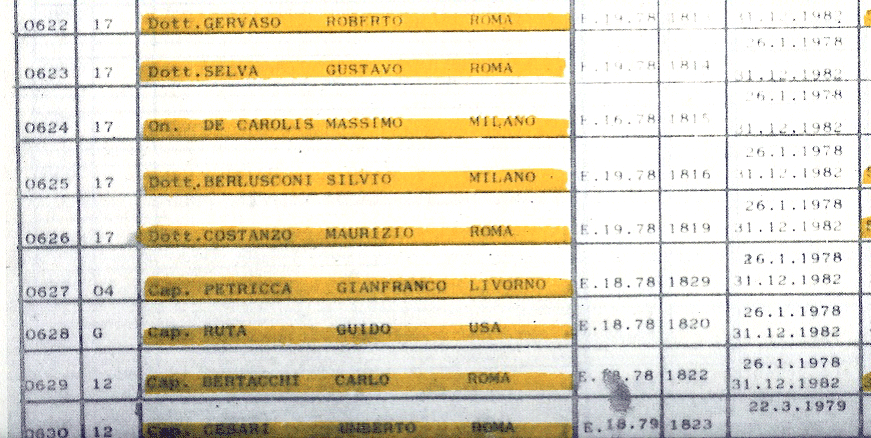 0622 17 Dott.GERVASO ROBERTO ROMA E.19.78 1813 31.12.1982
26.1.1978
0623 17 Dott.SELVA GUSTAVO ROMA E.19.78 1814 31.12.1982
26.1.1978
0624 17 On. DE CAROLIS MASSIMO MILANO E.16.78 1815 31.12.1982
26.1.1978
0625 17 Dott.BERLUSCONI SILVIO MILANO E.19.78 1816 31.12.1982
26.1.1978
0626 17 Dott.COSTANZO MAURIZIO ROMA E.19.78 1819 31.12.1982
26.1.1978
0627 04 Cap. PETRICCA GIANFRANCO LIVORNO E.18.78 1829 31.12.1982
26.1.1978
0628 G Cap. RUTA GUIDO USA E.18.78 1820 31.12.1982
26.1.1978
0629 12 Cap. BERTACCHI CARLO ROMA 1822 31.12.1982
22.3.1979
0630 12 Cap. CESARI UMBERTO ROMA E.18.79 1823